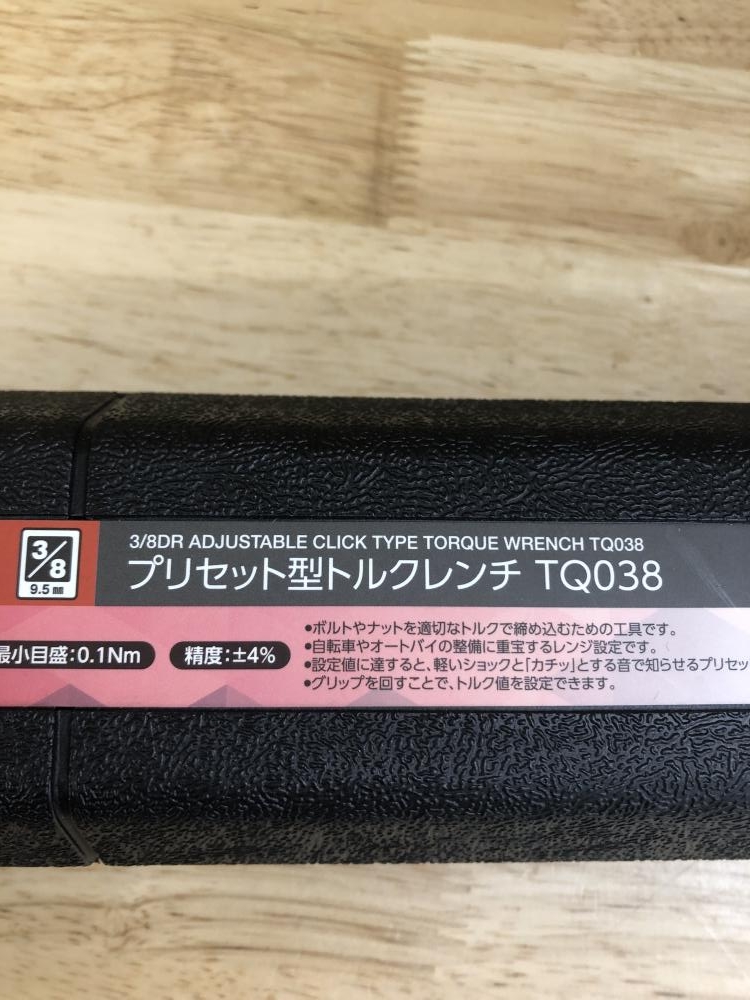 3/8
9.5mm
3/8DR ADJUSTABLE CLICK TYPE TORQUE WRENCH TQ038
プリセット型トルクレンチ TQ038
最小目盛:0.1Nm
精度:±4%
•ボルトやナットを適切なトルクで締め込むための工具です。
•自転車やオートバイの整備に重宝するレンジ設定です。
•設定値に達すると、軽いショックと「カチッ」とする音で知らせるプリセッ
•グリップを回すことで、トルク値を設定できます。